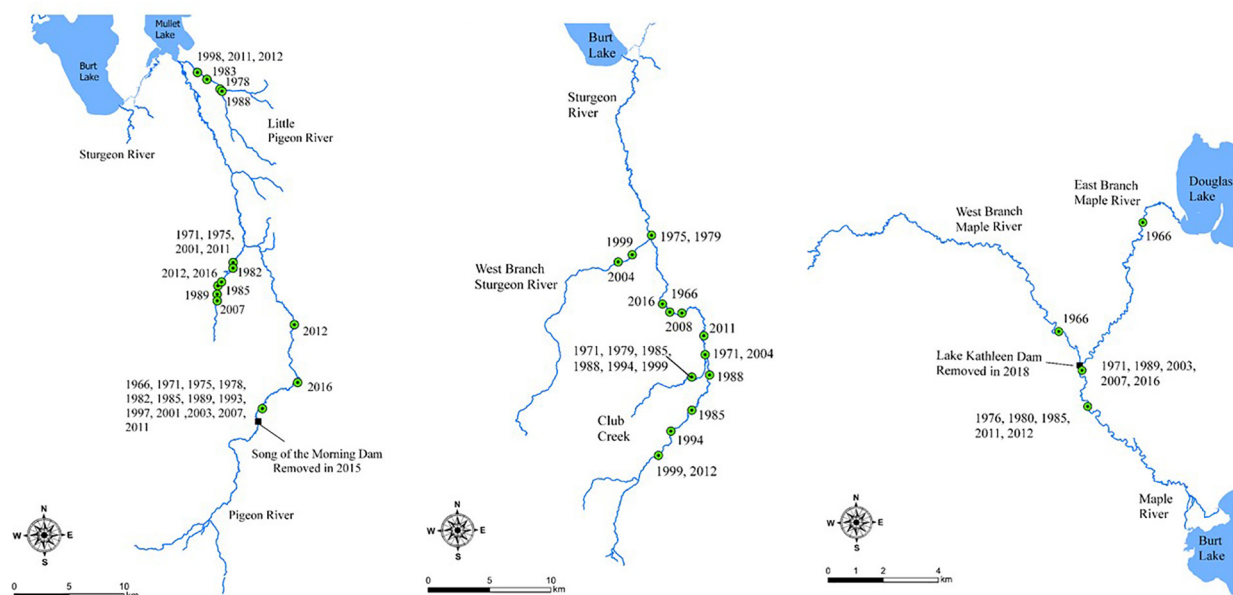 Mullet
Lake
Burt
Lake
1998, 2011, 2012
1983
1978
1988
Little
Pigeon River
Sturgeon River
1971, 1975,
2001, 2011
1982
2012, 2016
1985
1989
2007
2012
2016
1966, 1971, 1975, 1978,
1982, 1985, 1989, 1993,
1997, 2001 ,2003, 2007,
2011
Song of the Morning Dam
Removed in 2015
Pigeon River
N
W
E
S
0
5
10
km
Burt
Lake
Sturgeon
River
1975, 1979
1999
2004
West Branch
Sturgeon River
2016
1966
2008
2011
1971, 2004
1971, 1979, 1985,
1988, 1994, 1999
1988
Club
Creek
1985
1994
1999, 2012
N
W
E
S
0
5
10
km
Douglas
Lake
East Branch
Maple River
1966
West Branch
Maple River
1966
Lake Kathleen Dam
Removed in 2018
1971, 1989, 2003,
2007, 2016
1976, 1980, 1985,
2011, 2012
Maple
River
Burt
Lake
N
W
E
S
0
1
2
4
km